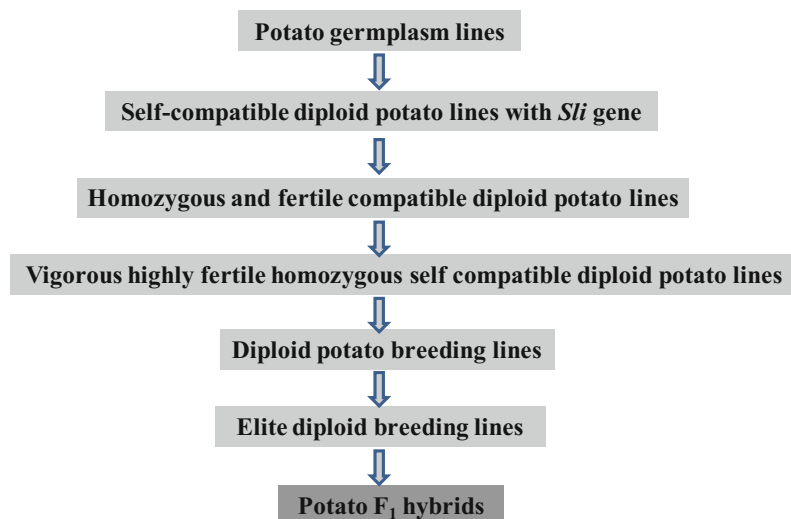 Potato germplasm lines
Self-compatible diploid potato lines with Sli gene
Homozygous and fertile compatible diploid potato lines
Vigorous highly fertile homozygous self compatible diploid potato lines
Diploid potato breeding lines
Elite diploid breeding lines
Potato F₁ hybrids